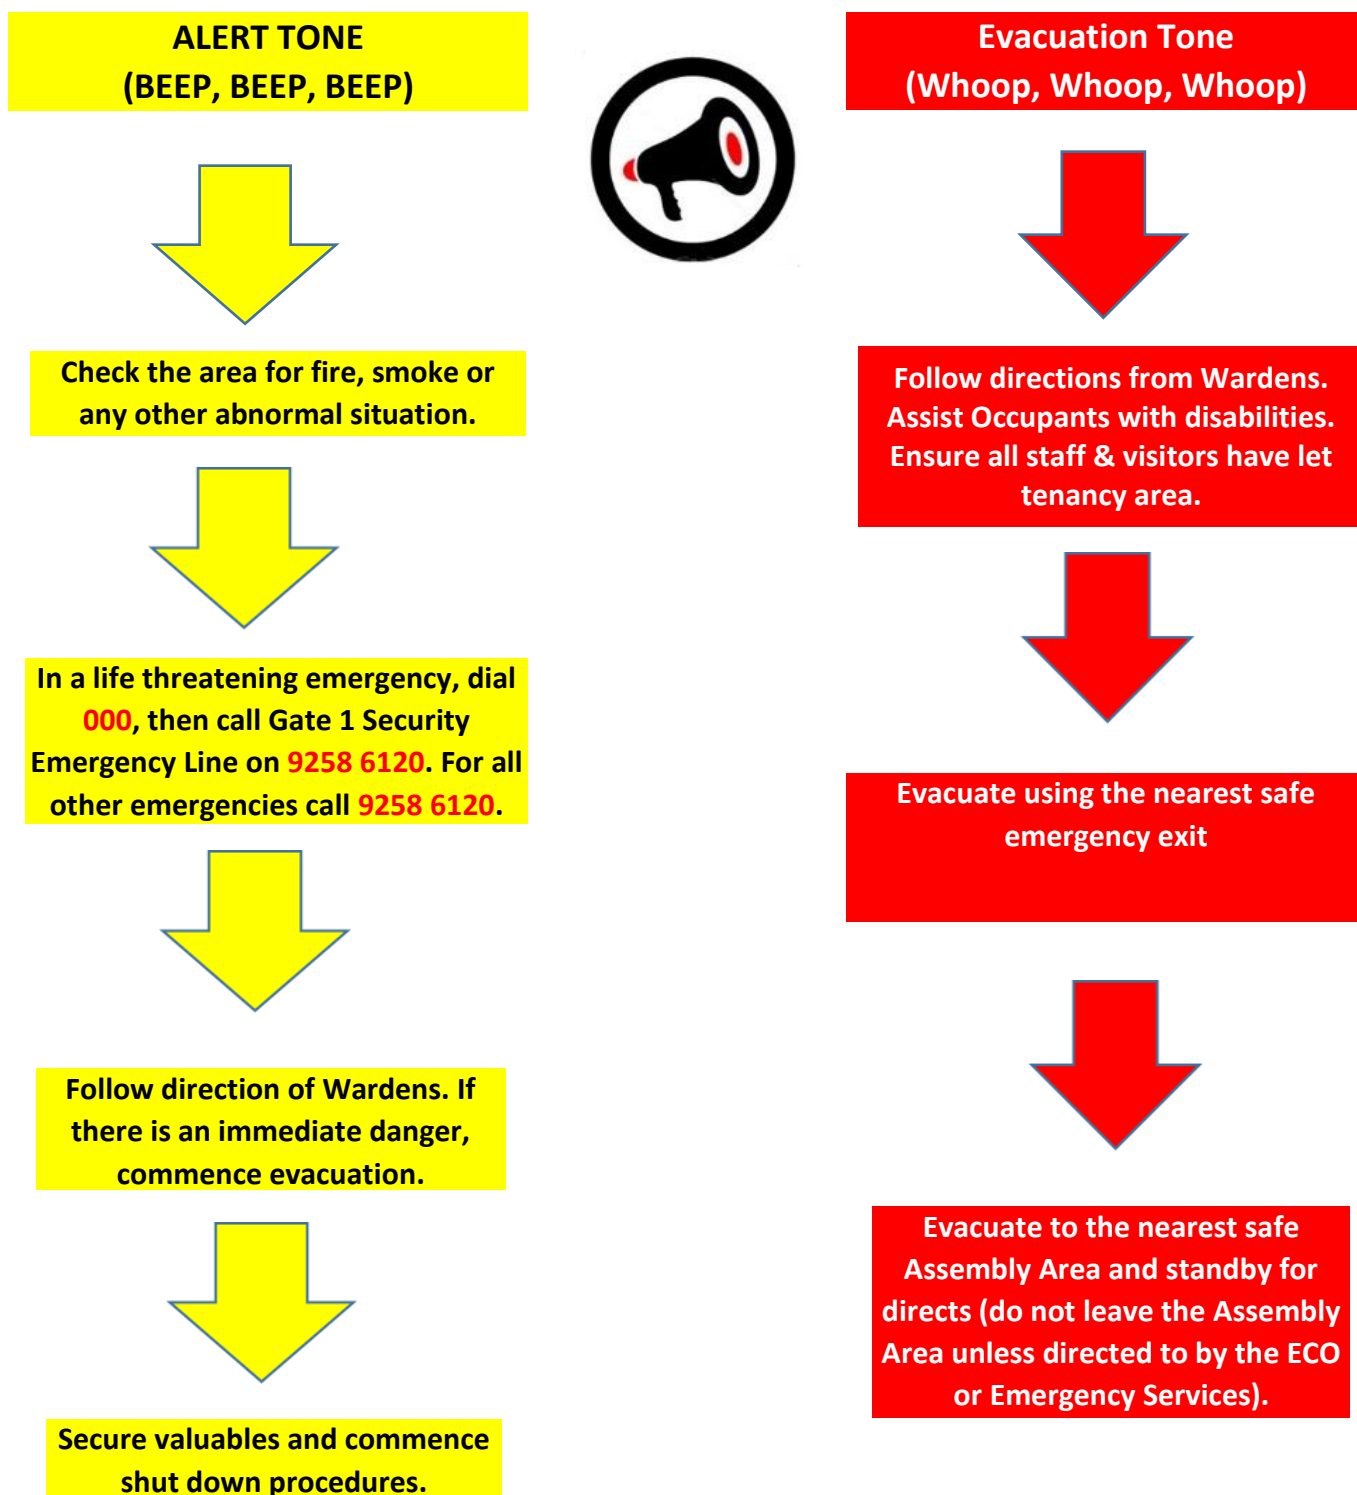 ALERT TONE
(BEEP, BEEP, BEEP)
Check the area for fire, smoke or
any other abnormal situation.
In a life threatening emergency, dial
000, then call Gate 1 Security
Emergency Line on 9258 6120. For all
other emergencies call 9258 6120.
Follow direction of Wardens. If
there is an immediate danger,
commence evacuation.
Secure valuables and commence
shut down procedures.
Evacuation Tone
(Whoop, Whoop, Whoop)
Follow directions from Wardens.
Assist Occupants with disabilities.
Ensure all staff & visitors have let
tenancy area.
Evacuate using the nearest safe
emergency exit
Evacuate to the nearest safe
Assembly Area and standby for
directs (do not leave the Assembly
Area unless directed to by the ECO
or Emergency Services).